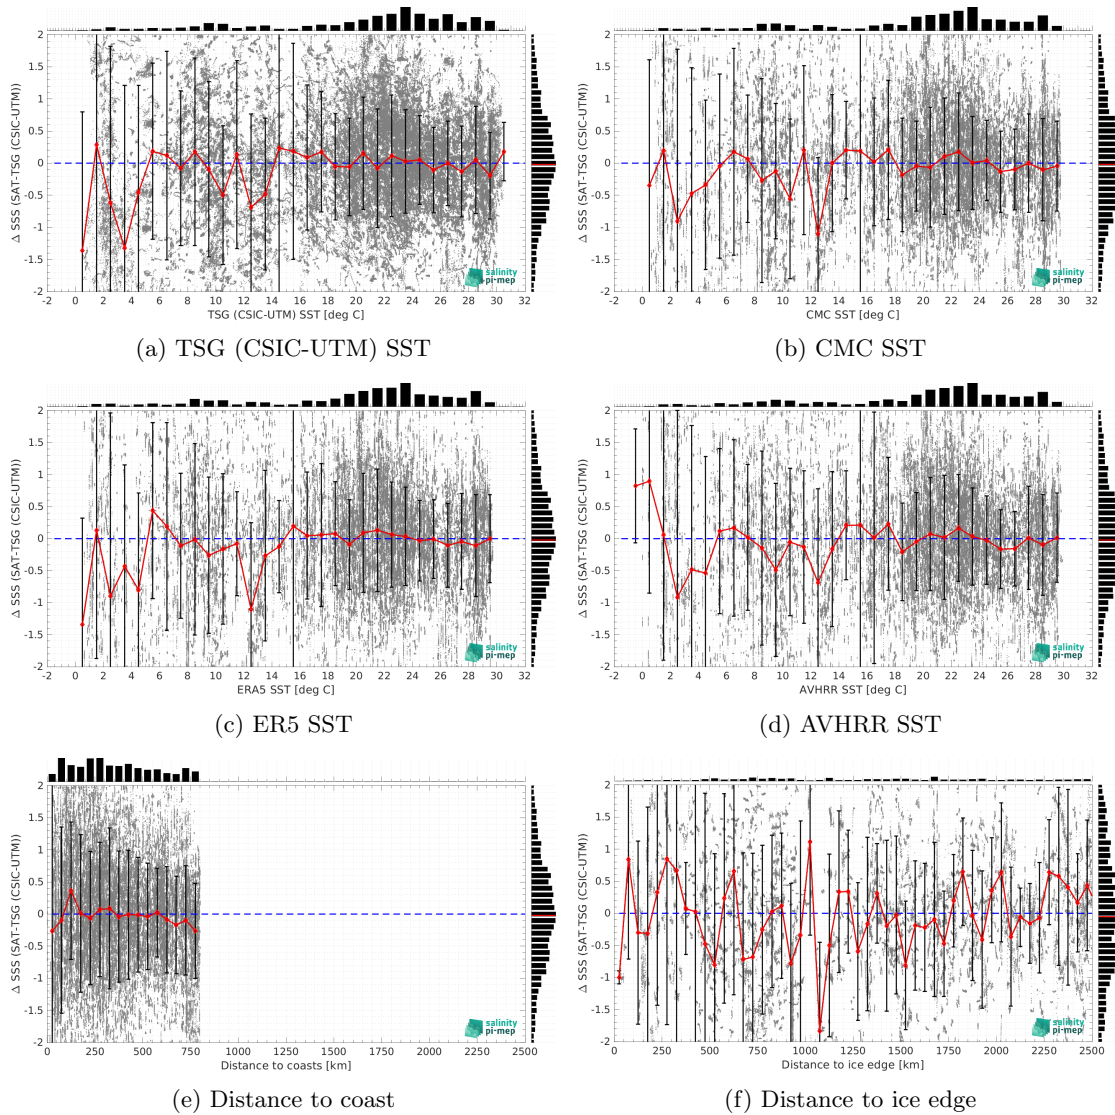 2
1.5
1
0.5
0
-0.5
-1
-1.5
-2
Δ SSS (SAT-TSG (CSIC-UTM))
-2 0 2 4 6 8 10 12 14 16 18 20 22 24 26 28 30 32
TSG (CSIC-UTM) SST [deg C]
salinity
pi-mep
(a) TSG (CSIC-UTM) SST
2
1.5
1
0.5
0
-0.5
-1
-1.5
-2
Δ SSS (SAT-TSG (CSIC-UTM))
-2 0 2 4 6 8 10 12 14 16 18 20 22 24 26 28 30 32
CMC SST [deg C]
salinity
pi-mep
(b) CMC SST
2
1.5
1
0.5
0
-0.5
-1
-1.5
-2
Δ SSS (SAT-TSG (CSIC-UTM))
-2 0 2 4 6 8 10 12 14 16 18 20 22 24 26 28 30 32
ERA5 SST [deg C]
salinity
pi-mep
(c) ER5 SST
2
1.5
1
0.5
0
-0.5
-1
-1.5
-2
Δ SSS (SAT-TSG (CSIC-UTM))
-2 0 2 4 6 8 10 12 14 16 18 20 22 24 26 28 30 32
AVHRR SST [deg C]
salinity
pi-mep
(d) AVHRR SST
2
1.5
1
0.5
0
-0.5
-1
-1.5
-2
Δ SSS (SAT-TSG (CSIC-UTM))
0 250 500 750 1000 1250 1500 1750 2000 2250 2500
Distance to coasts [km]
salinity
pi-mep
(e) Distance to coast
2
1.5
1
0.5
0
-0.5
-1
-1.5
-2
Δ SSS (SAT-TSG (CSIC-UTM))
0 250 500 750 1000 1250 1500 1750 2000 2250 2500
Distance to ice edge [km]
salinity
pi-mep
(f) Distance to ice edge